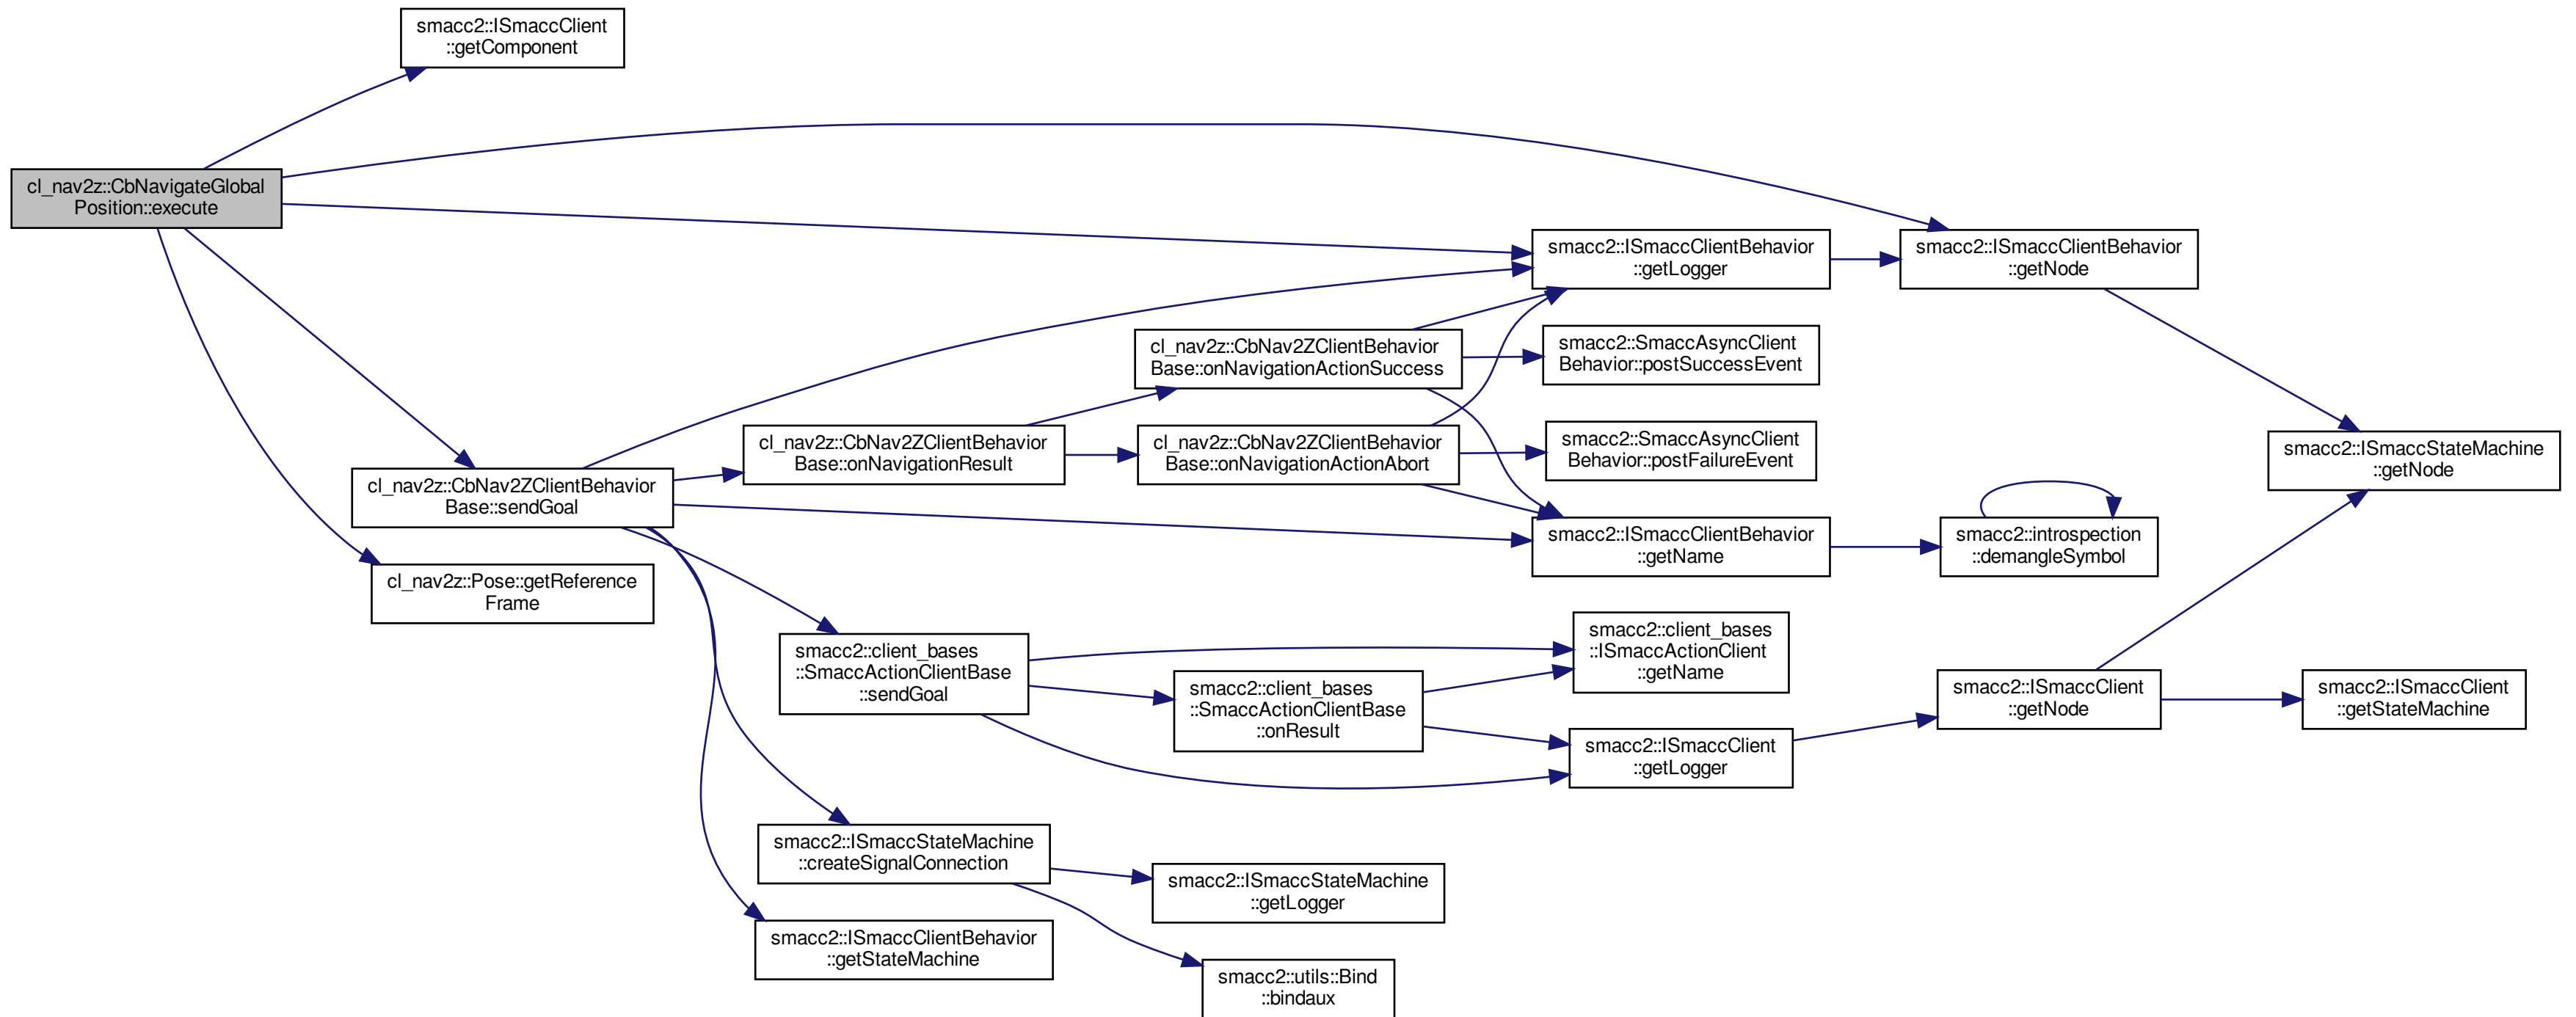 smacc2::ISmaccClient
::getComponent
cl_nav2z::CbNavigateGlobal
Position::execute
smacc2::ISmaccClientBehavior
::getLogger
smacc2::ISmaccClientBehavior
::getNode
cl_nav2z::CbNav2ZClientBehavior
Base::onNavigationActionSuccess
smacc2::SmaccAsyncClient
Behavior::postSuccessEvent
cl_nav2z::CbNav2ZClientBehavior
Base::onNavigationResult
cl_nav2z::CbNav2ZClientBehavior
Base::onNavigationActionAbort
smacc2::SmaccAsyncClient
Behavior::postFailureEvent
smacc2::ISmaccStateMachine
::getNode
cl_nav2z::CbNav2ZClientBehavior
Base::sendGoal
smacc2::ISmaccClientBehavior
::getName
smacc2::introspection
::demangleSymbol
cl_nav2z::Pose::getReference
Frame
smacc2::client_bases
::SmaccActionClientBase
::sendGoal
smacc2::client_bases
::ISmaccActionClient
::getName
smacc2::client_bases
::SmaccActionClientBase
::onResult
smacc2::ISmaccClient
::getNode
smacc2::ISmaccClient
::getStateMachine
smacc2::ISmaccClient
::getLogger
smacc2::ISmaccStateMachine
::createSignalConnection
smacc2::ISmaccStateMachine
::getLogger
smacc2::ISmaccClientBehavior
::getStateMachine
smacc2::utils::Bind
::bindaux